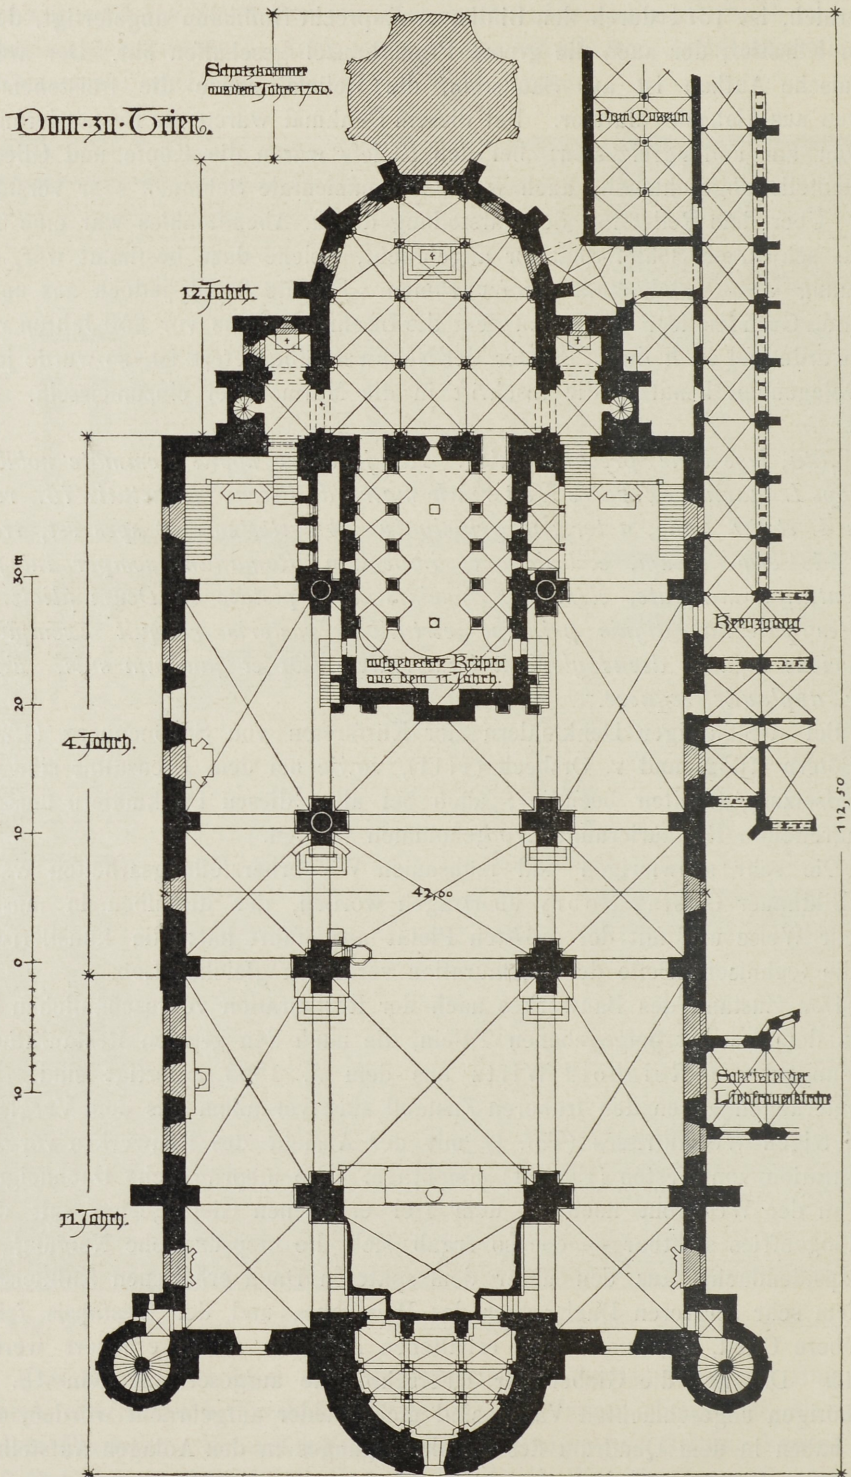 Schatzkammer
aus dem Jahre 1700.
Dom·zu·Trier.
Dom Museum
12. Jahrh.
30 m
Kreuzgang
aufgedeckte Krypta
aus dem 11. Jahrh.
20
4. Jahrh.
112,50
10
42,60
0
10
Sakristei der
Liebfrauenkirche
11. Jahrh.